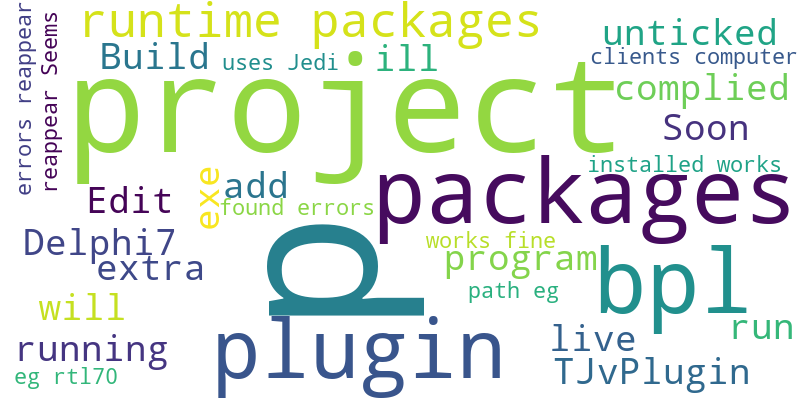 errors reappear
reappear Seems
runtime packages
unticked
Build
uses Jedi
ill
clients computer
project
complied
Soon
installed works
exe
add
packages
Edit
found errors
Delphi7
d
works fine
extra
program
bpl
path eg
will
plugin
run
running
live
eg rtl70
TJvPlugin